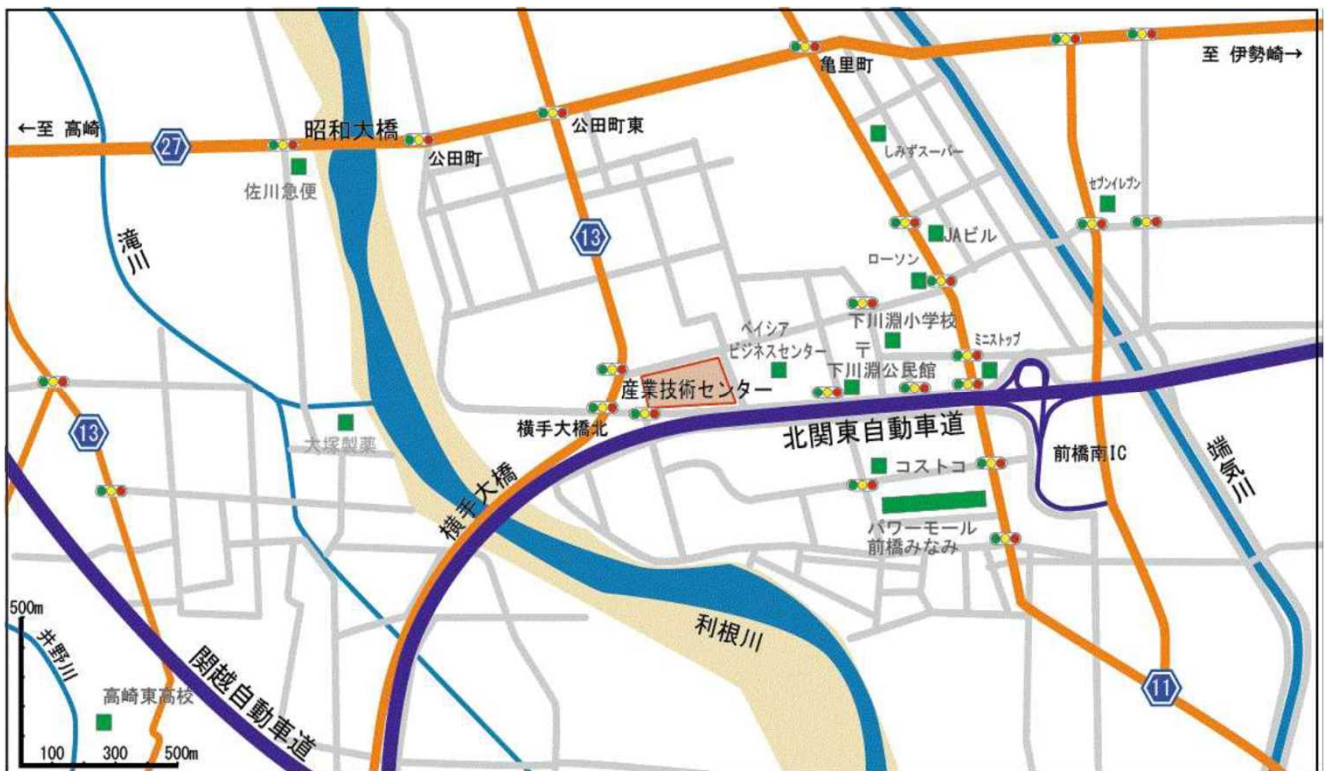 至 伊勢崎→
亀里町
←至 高崎
27
昭和大橋
公田町
公田町東
しみずスーパー
佐川急便
セブンイレブン
滝川
13
JAビル
ローソン
下川淵小学校
ベイシア
ビジネスセンター
〒
ミニストップ
下川淵公民館
産業技術センター
横手大橋北
北関東自動車道
13
大塚製薬
前橋南IC
端気川
コストコ
横手大橋
パワーモール
前橋みなみ
500m
井野川
利根川
関越自動車道
高崎東高校
11
100 300 500m